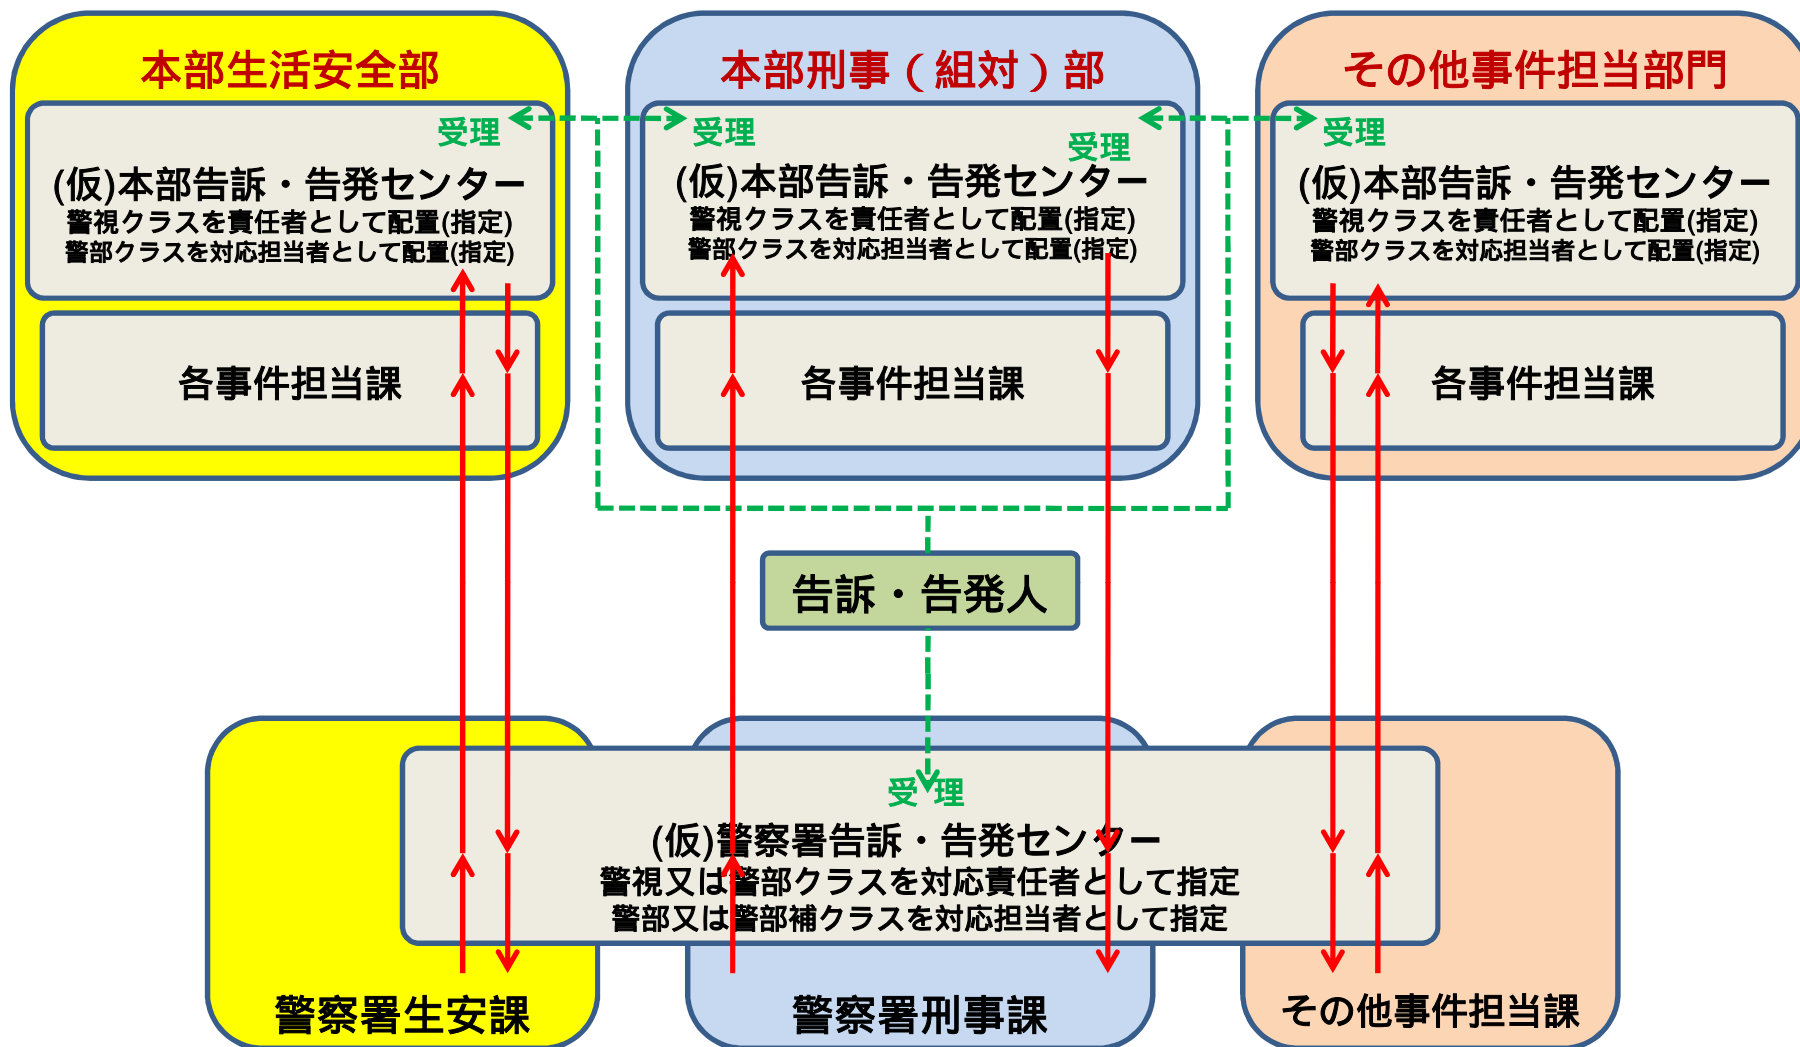 本部生活安全部
受理
(仮)本部告訴・告発センター
警視クラスを責任者として配置(指定)
警部クラスを対応担当者として配置(指定)
各事件担当課
本部刑事(組対)部
受理
受理
(仮)本部告訴・告発センター
警視クラスを責任者として配置(指定)
警部クラスを対応担当者として配置(指定)
各事件担当課
その他事件担当部門
受理
(仮)本部告訴・告発センター
警視クラスを責任者として配置(指定)
警部クラスを対応担当者として配置(指定)
各事件担当課
告訴・告発人
受理
(仮)警察署告訴・告発センター
警視又は警部クラスを対応責任者として指定
警部又は警部補クラスを対応担当者として指定
警察署生安課
警察署刑事課
その他事件担当課